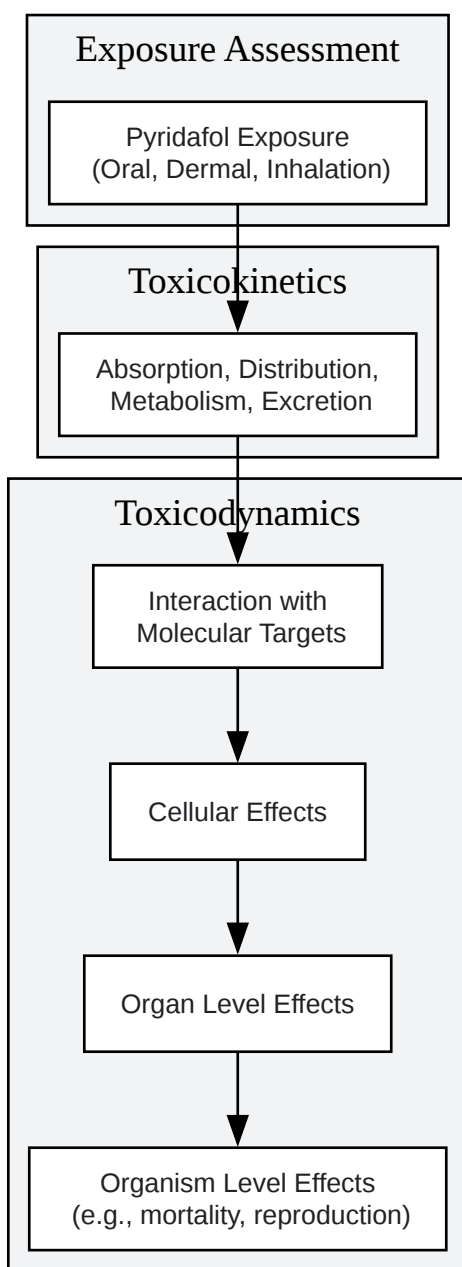 Exposure Assessment
Pyridafol Exposure
(Oral, Dermal, Inhalation)
Toxicokinetics
Absorption, Distribution,
Metabolism, Excretion
Toxicodynamics
Interaction with
Molecular Targets
Cellular Effects
Organ Level Effects
Organism Level Effects
(e.g., mortality, reproduction)